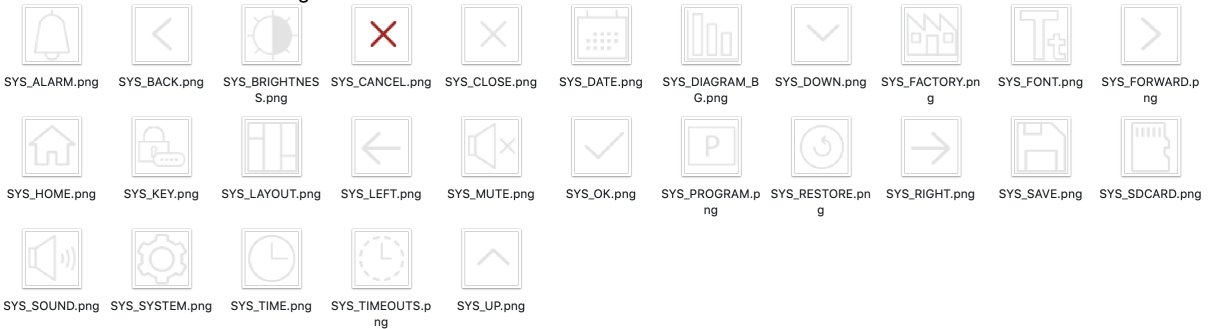 SYS_ALARM.png SYS_BACK.png SYS_BRIGHTNES SYS_CANCEL.png SYS_CLOSE.png SYS_DATE.png SYS_DIAGRAM_B SYS_DOWN.png SYS_FACTORY.pn SYS_FONT.png SYS_FORWARD.p
S.png G.png g ng
P
SYS_HOME.png SYS_KEY.png SYS_LAYOUT.png SYS_LEFT.png SYS_MUTE.png SYS_OK.png SYS_PROGRAM.p SYS_RESTORE.pn SYS_RIGHT.png SYS_SAVE.png SYS_SDCARD.png
ng g
SYS_SOUND.png SYS_SYSTEM.png SYS_TIME.png SYS_TIMEOUTS.p SYS_UP.png
ng